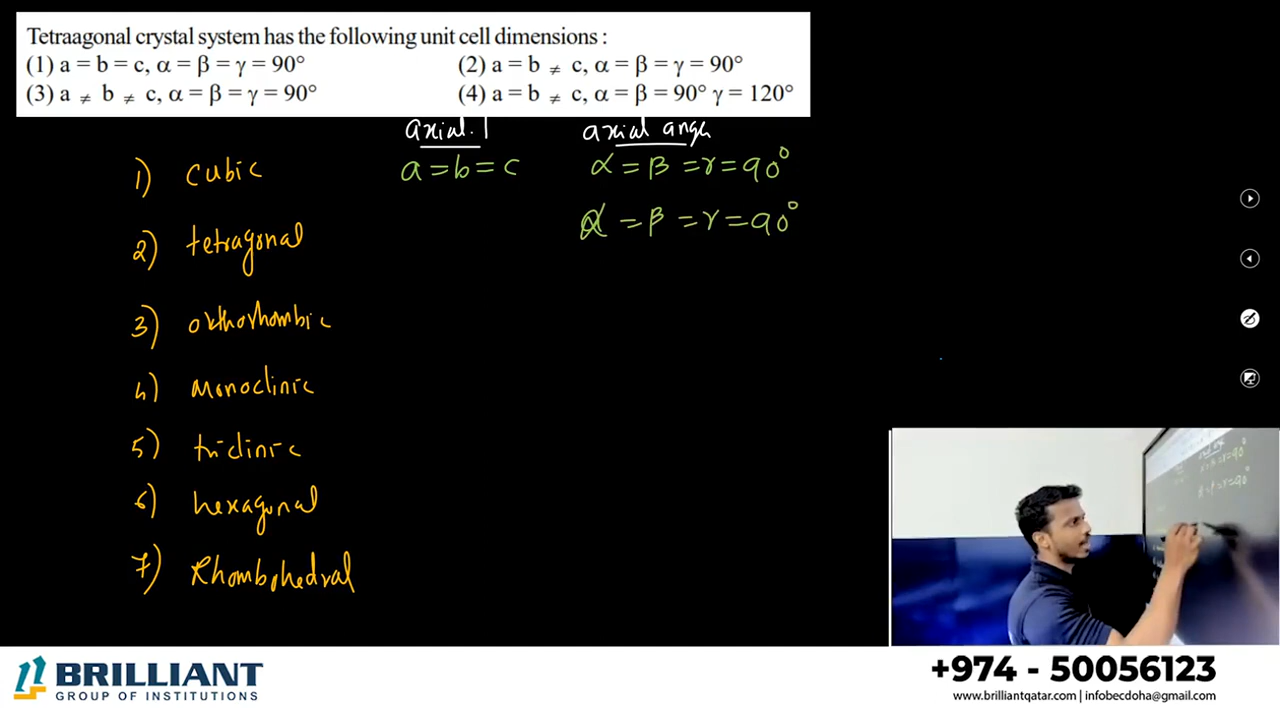 Tetraagonal crystal system has the following unit cell dimensions :
(1) a = b = c, α = β = γ = 90° (2) a = b ≠ c, α = β = γ = 90°
(3) a ≠ b ≠ c, α = β = γ = 90° (4) a = b ≠ c, α = β = 90° γ = 120°
axial. l axial angle
1) cubic a = b = c α = β = γ = 90°
2) tetragonal α = β = γ = 90°
3) orthorhombic
4) Monoclinic
5) triclinic
6) hexagonal
7) Rhombohedral
BRILLIANT
GROUP OF INSTITUTIONS
+974 - 50056123
www.brilliantqatar.com | infobecdoha@gmail.com